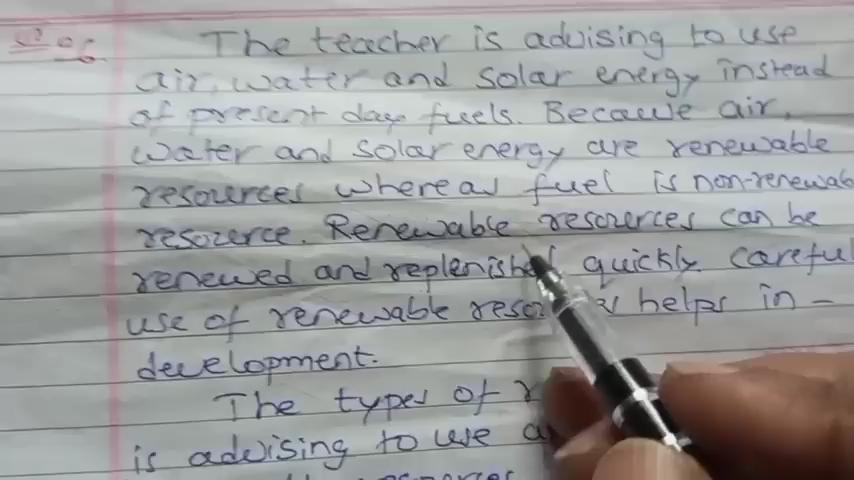 The teacher is advising to use
air, water and solar energy instead
of present day fuels. Because air,
water and solar energy are renewable
resources whereas fuel is non-renewab
resource. Renewable resources can be
renewed and replenished quickly. Careful
use of renewable helps in -
development.
The types of
is advising to use
resources